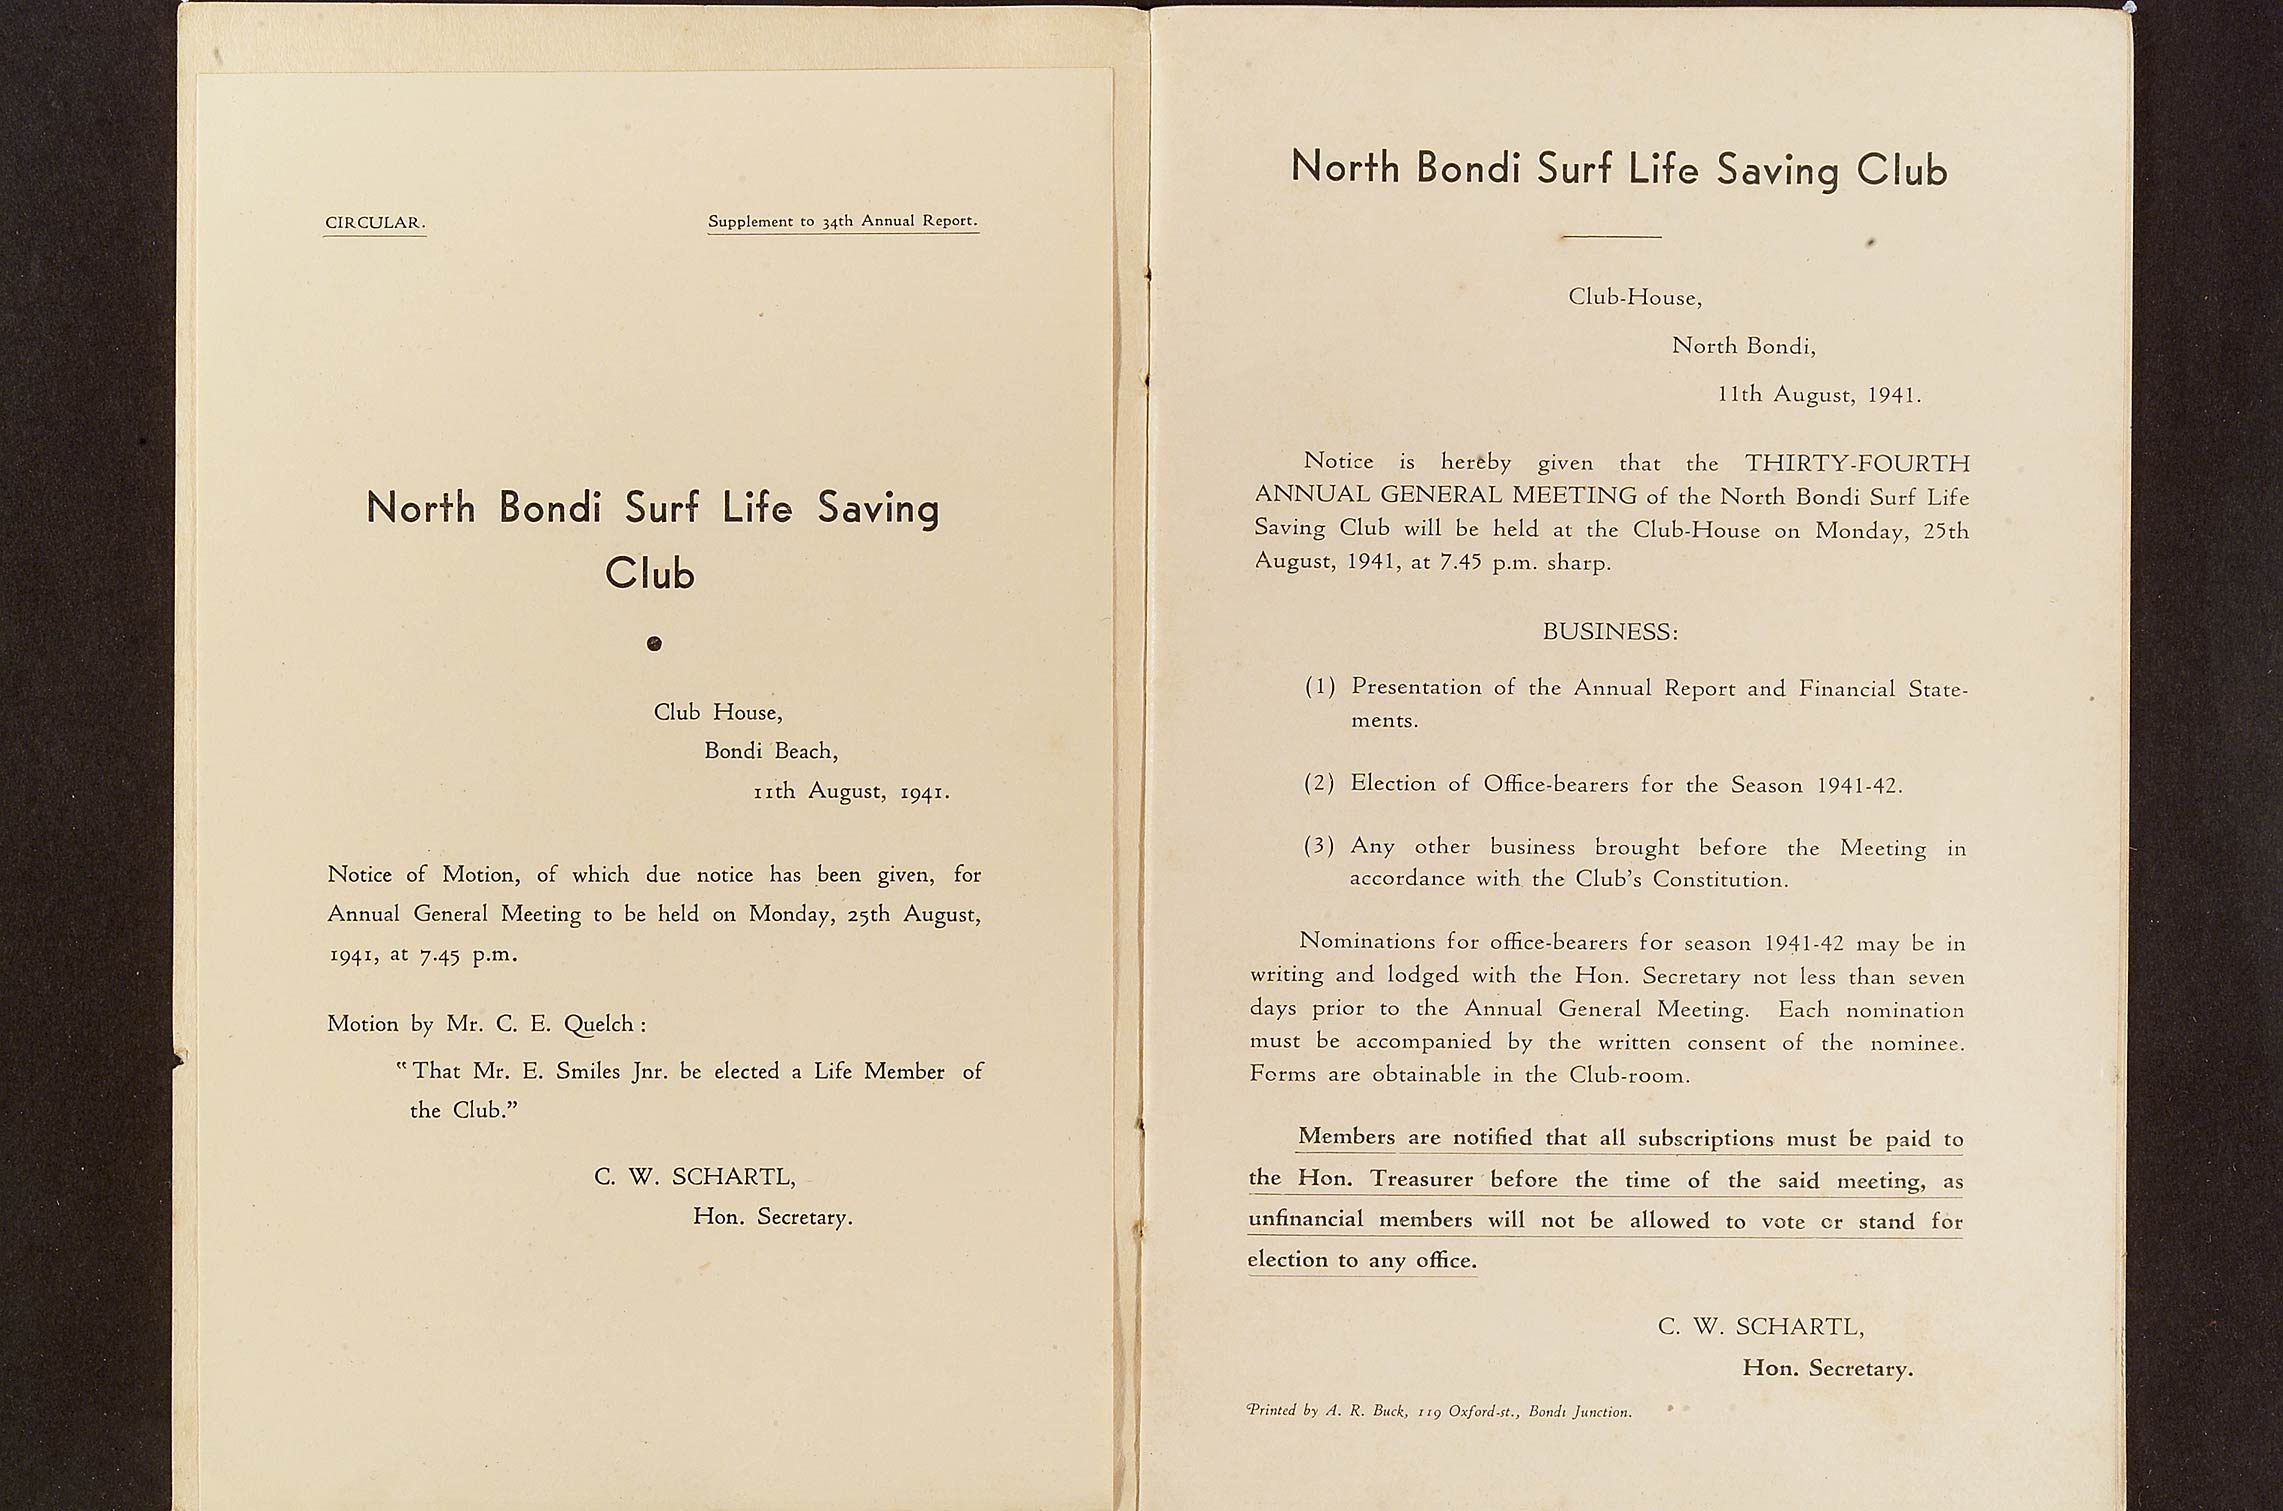 CIRCULAR.
Supplement to 34th Annual Report.
North Bondi Surf Life Saving
Club
Club House,
Bondi Beach,
11th August, 1941.
Notice of Motion, of which due notice has been given, for
Annual General Meeting to be held on Monday, 25th August,
1941, at 7.45 p.m.
Motion by Mr. C. E. Quelch:
"That Mr. E. Smiles Jnr. be elected a Life Member of
the Club."
C. W. SCHARTL,
Hon. Secretary.
North Bondi Surf Life Saving Club
Club-House,
North Bondi,
11th August, 1941.
Notice is hereby given that the THIRTY-FOURTH
ANNUAL GENERAL MEETING of the North Bondi Surf Life
Saving Club will be held at the Club-House on Monday, 25th
August, 1941, at 7.45 p.m. sharp.
BUSINESS:
(1) Presentation of the Annual Report and Financial State-
ments.
(2) Election of Office-bearers for the Season 1941-42.
(3) Any other business brought before the Meeting in
accordance with the Club's Constitution.
Nominations for office-bearers for season 1941-42 may be in
writing and lodged with the Hon. Secretary not less than seven
days prior to the Annual General Meeting. Each nomination
must be accompanied by the written consent of the nominee.
Forms are obtainable in the Club-room.
Members are notified that all subscriptions must be paid to
the Hon. Treasurer before the time of the said meeting, as
unfinancial members will not be allowed to vote or stand for
election to any office.
C. W. SCHARTL,
Hon. Secretary.
Printed by A. R. Buck, 119 Oxford-st., Bondi Junction.